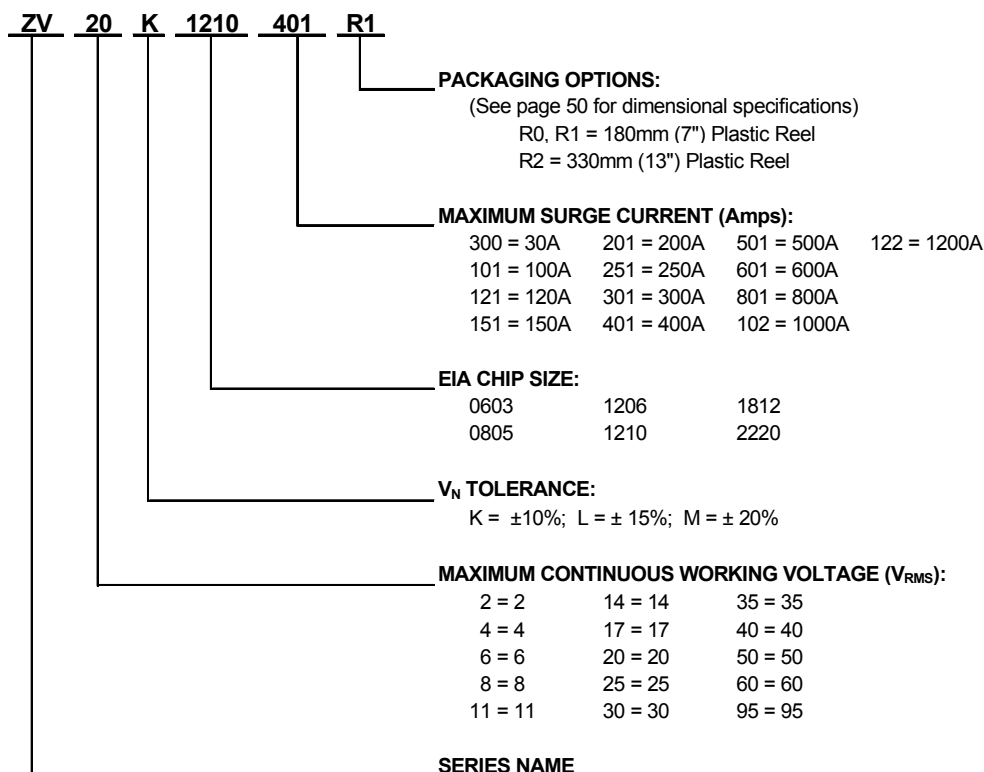 ZV 20 K 1210 401 R1
PACKAGING OPTIONS:
(See page 50 for dimensional specifications)
R0, R1 = 180mm (7") Plastic Reel
R2 = 330mm (13") Plastic Reel
MAXIMUM SURGE CURRENT (Amps):
300 = 30A 201 = 200A 501 = 500A 122 = 1200A
101 = 100A 251 = 250A 601 = 600A
121 = 120A 301 = 300A 801 = 800A
151 = 150A 401 = 400A 102 = 1000A
EIA CHIP SIZE:
0603 1206 1812
0805 1210 2220
VN TOLERANCE:
K = ±10%; L = ± 15%; M = ± 20%
MAXIMUM CONTINUOUS WORKING VOLTAGE (VRMS):
2 = 2 14 = 14 35 = 35
4 = 4 17 = 17 40 = 40
6 = 6 20 = 20 50 = 50
8 = 8 25 = 25 60 = 60
11 = 11 30 = 30 95 = 95
SERIES NAME